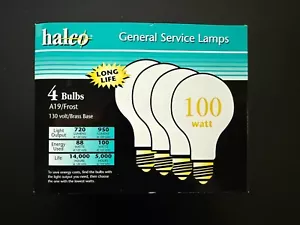 halco
General Service Lamps
LONG
LIFE
4 Bulbs
A19/Frost
130 volt/Brass Base
100
watt
Light
Output
720
950
Energy
Used
88
100
Life
14,000
5,000
To save energy, find the bulbs with
the light output you need, then choose
the one with the lowest watts.